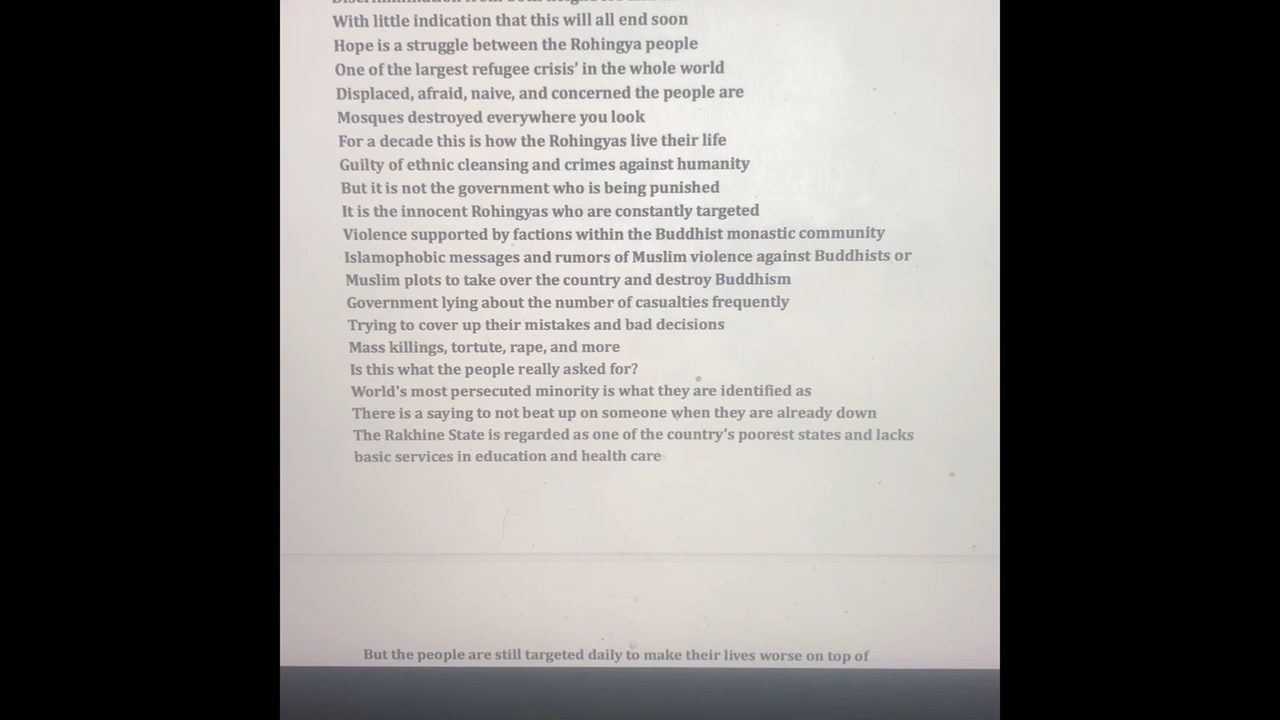 With little indication that this will all end soon
Hope is a struggle between the Rohingya people
One of the largest refugee crisis' in the whole world
Displaced, afraid, naive, and concerned the people are
Mosques destroyed everywhere you look
For a decade this is how the Rohingyas live their life
Guilty of ethnic cleansing and crimes against humanity
But it is not the government who is being punished
It is the innocent Rohingyas who are constantly targeted
Violence supported by factions within the Buddhist monastic community
Islamophobic messages and rumors of Muslim violence against Buddhists or
Muslim plots to take over the country and destroy Buddhism
Government lying about the number of casualties frequently
Trying to cover up their mistakes and bad decisions
Mass killings, tortute, rape, and more
Is this what the people really asked for?
World's most persecuted minority is what they are identified as
There is a saying to not beat up on someone when they are already down
The Rakhine State is regarded as one of the country's poorest states and lacks
basic services in education and health care
But the people are still targeted daily to make their lives worse on top of